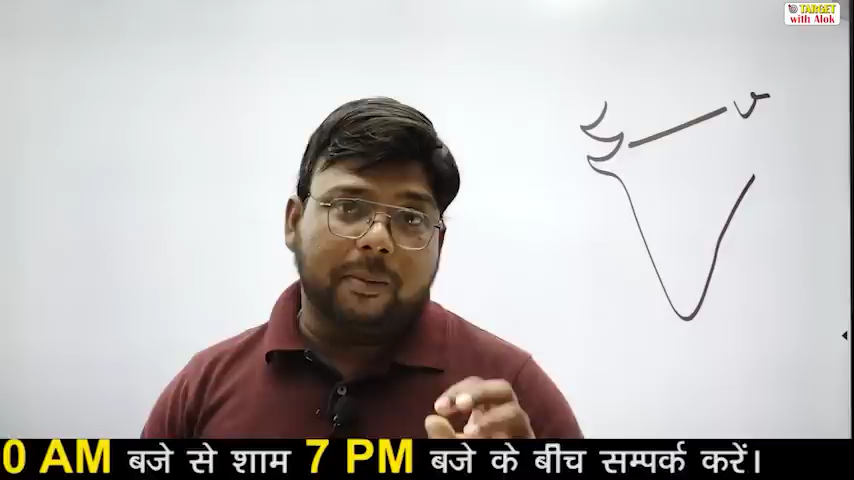 TARGET
with Alok
0 AM बजे से शाम 7 PM बजे के बीच सम्पर्क करें।